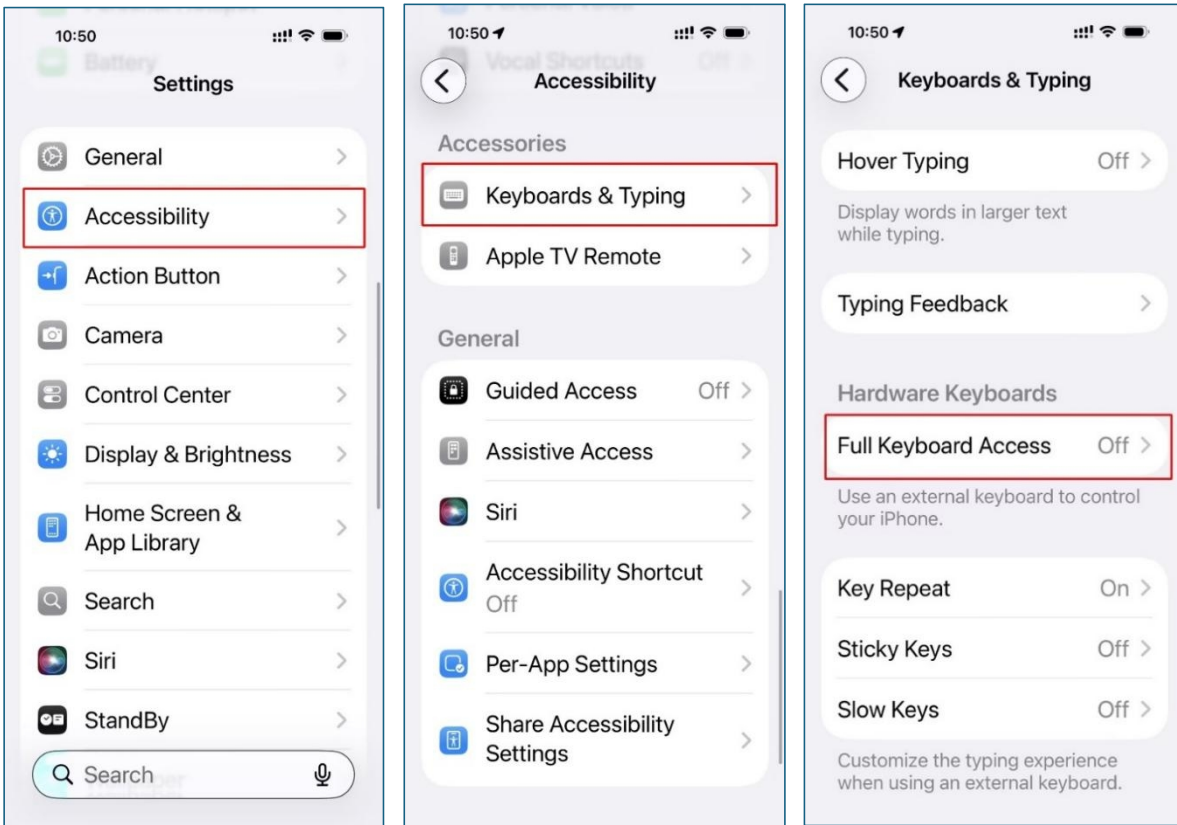 10:50
Battery
Settings
General
Accessibility
Action Button
Camera
Control Center
Display & Brightness
Home Screen &
App Library
Search
Siri
StandBy
Search
10:50
Vocal Shortcuts Off
Accessibility
Accessories
Keyboards & Typing
Apple TV Remote
General
Guided Access Off
Assistive Access
Siri
Accessibility Shortcut
Off
Per-App Settings
Share Accessibility
Settings
10:50
Keyboards & Typing
Hover Typing Off
Display words in larger text
while typing.
Typing Feedback
Hardware Keyboards
Full Keyboard Access Off
Use an external keyboard to control
your iPhone.
Key Repeat On
Sticky Keys Off
Slow Keys Off
Customize the typing experience
when using an external keyboard.